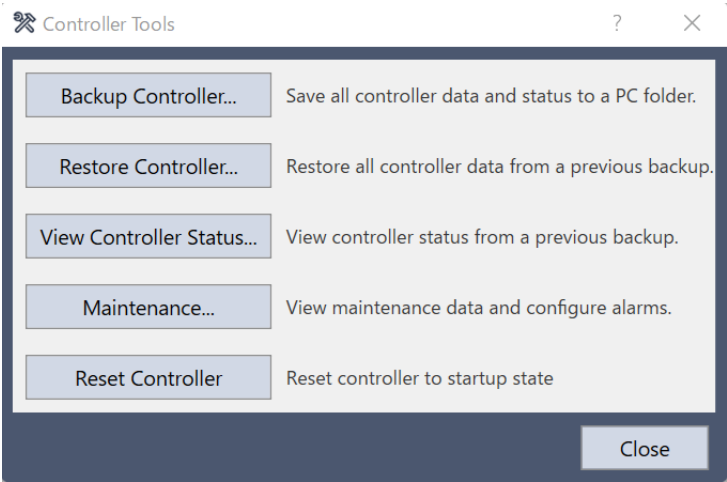 Controller Tools
Backup Controller... Save all controller data and status to a PC folder.
Restore Controller... Restore all controller data from a previous backup.
View Controller Status... View controller status from a previous backup.
Maintenance... View maintenance data and configure alarms.
Reset Controller Reset controller to startup state
Close